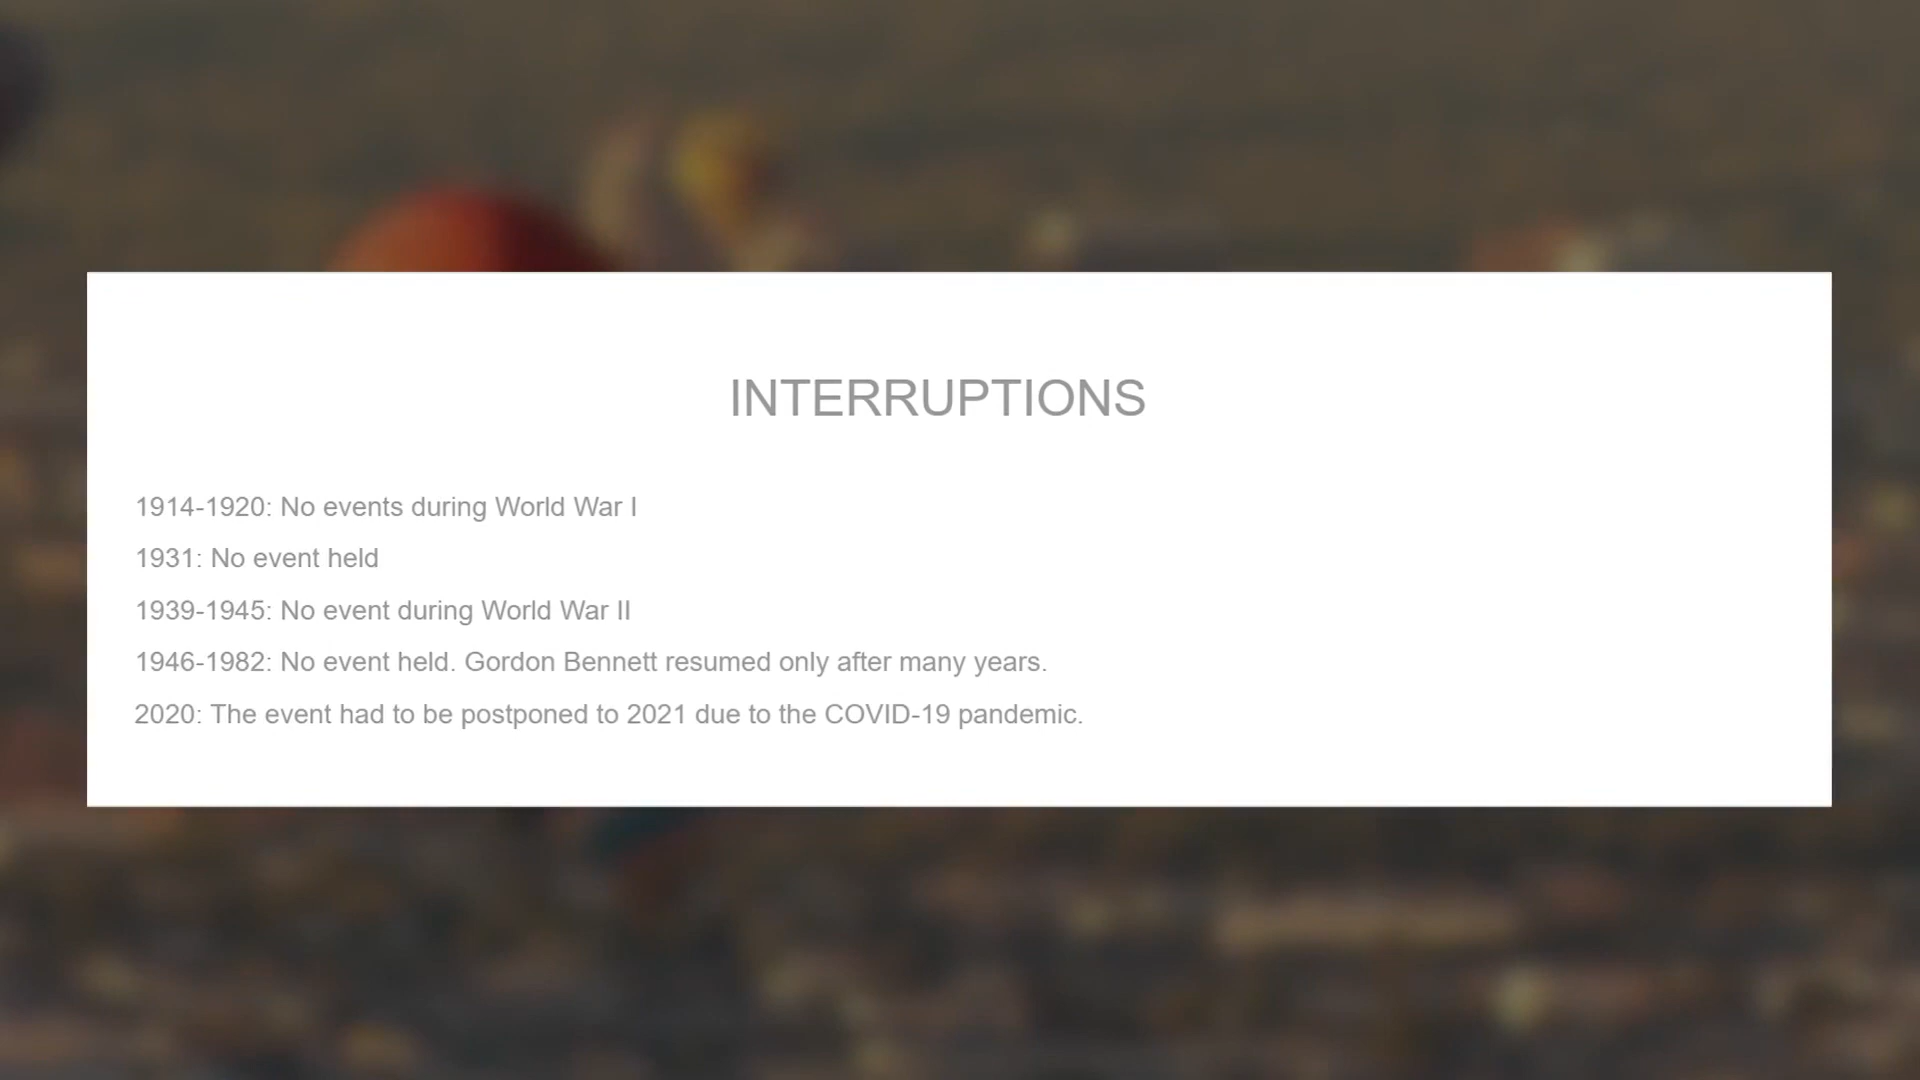 INTERRUPTIONS
1914-1920: No events during World War I
1931: No event held
1939-1945: No event during World War II
1946-1982: No event held. Gordon Bennett resumed only after many years.
2020: The event had to be postponed to 2021 due to the COVID-19 pandemic.